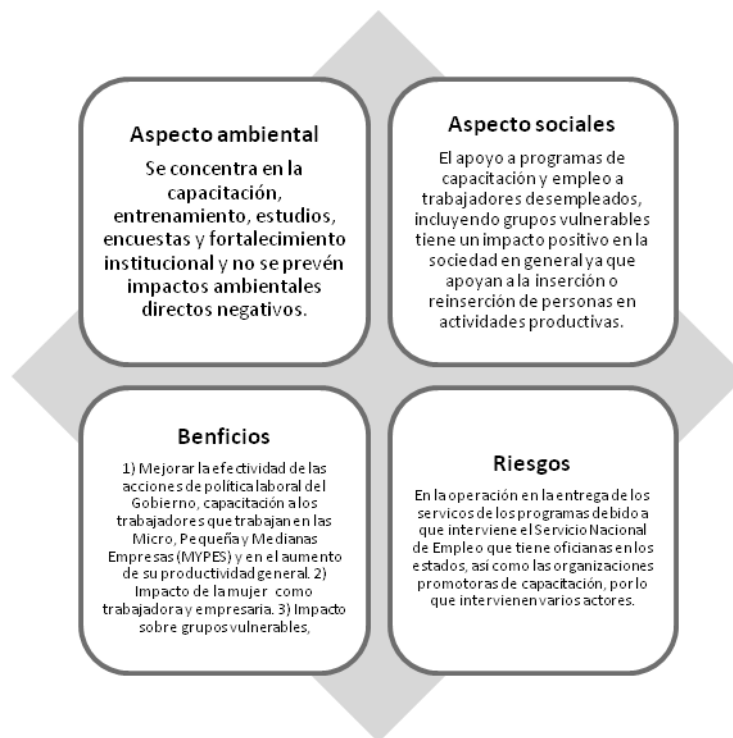 Aspecto ambiental
Se concentra en la
capacitación,
entrenamiento, estudios,
encuestas y fortalecimiento
institucional y no se prevén
impactos ambientales
directos negativos.
Aspecto sociales
El apoyo a programas de
capacitación y empleo a
trabajadores desempleados,
incluyendo grupos vulnerables
tiene un impacto positivo en la
sociedad en general ya que
apoyan a la inserción o
reinserción de personas en
actividades productivas.
Benficios
1) Mejorar la efectividad de las
acciones de política laboral del
Gobierno, capacitación a los
trabajadores que trabajan en las
Micro, Pequeña y Medianas
Empresas (MYPES) y en el aumento
de su productividad general. 2)
Impacto de la mujer como
trabajadora y empresaria. 3) Impacto
sobre grupos vulnerables,
Riesgos
En la operación en la entrega de los
servicos de los programas debido a
que interviene el Servicio Nacional
de Empleo que tiene oficianas en los
estados, así como las organizaciones
promotoras de capacitación, por lo
que intervienen varios actores.